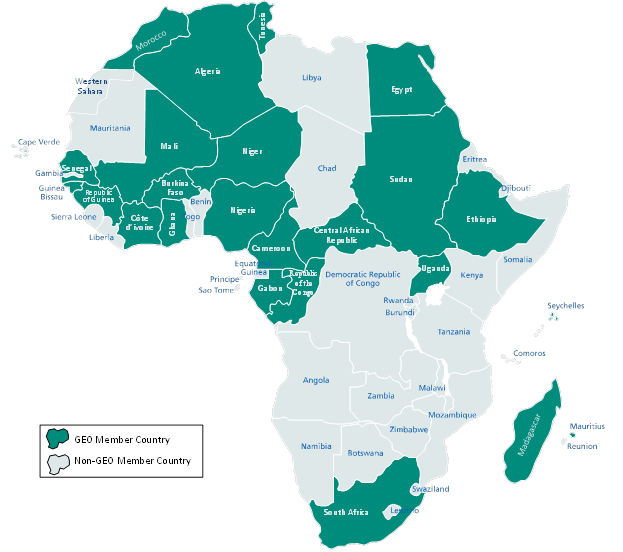 Tunesia
Morocco
Algeria
Libya
Egypt
Western
Sahara
Mauritania
Mali
Niger
Chad
Sudan
Eritrea
Djibouti
Cape Verde
Senegal
Gambia
Guinea
Bissau
Republic
of Guinea
Burkina
Faso
Benin
Sierra Leone
Liberia
Côte
d'ivoire
Ghana
Togo
Nigeria
Ethiopia
Central African
Republic
Cameroon
Equatorial
Guinea
Principe
Sao Tome
Gabon
Republic
of the
Congo
Democratic Republic
of Congo
Uganda
Kenya
Somalia
Rwanda
Burundi
Tanzania
Seychelles
Comoros
Angola
Zambia
Malawi
Mozambique
Zimbabwe
Namibia
Botswana
Madagascar
Mauritius
Reunion
Swaziland
South Africa
Lesotho
GEO Member Country
Non-GEO Member Country